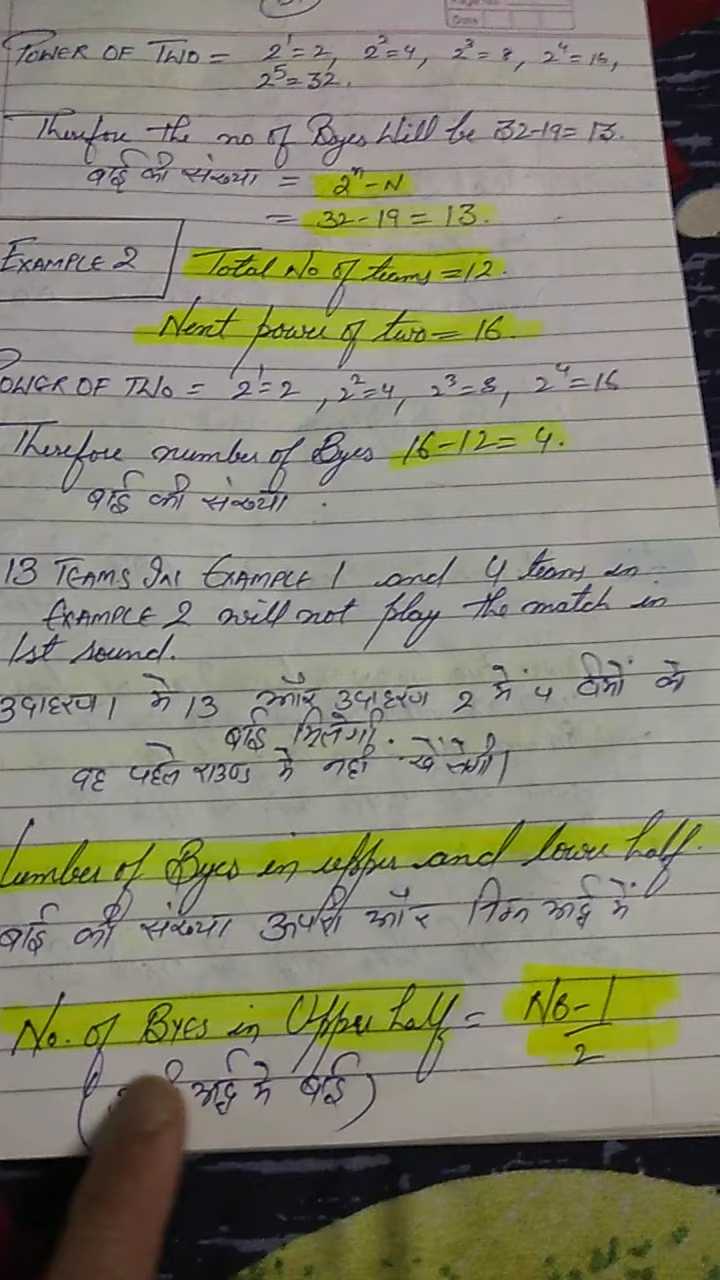 POWER OF TWO = 2¹=2, 2²=4, 2³=8, 2⁴=16,
2⁵=32.
Therefore the no of Byes Will be 32-19=13.
बाई की संख्या = 2ⁿ-N
= 32-19=13.
EXAMPLE 2
Total No of teams=12.
Next power of two=16.
POWER OF TWO = 2¹=2, 2²=4, 2³=8, 2⁴=16
Therefore number of Byes 16-12=4.
बाई की संख्या
13 TEAMS IN EXAMPLE 1 and 4 team in
EXAMPLE 2 will not play the match in
1st round.
उदाहरण 1 में 13 और उदाहरण 2 में 4 टीमों को
बाई मिलेगी.
वह पहले राउण्ड में नहीं खेलेगी।
Number of Byes in upper and lower half.
बाई की संख्या ऊपरी और निम्न अर्द्ध में
No. of Byes in Upper half = NB-1/2
अर्द्ध में बाई)